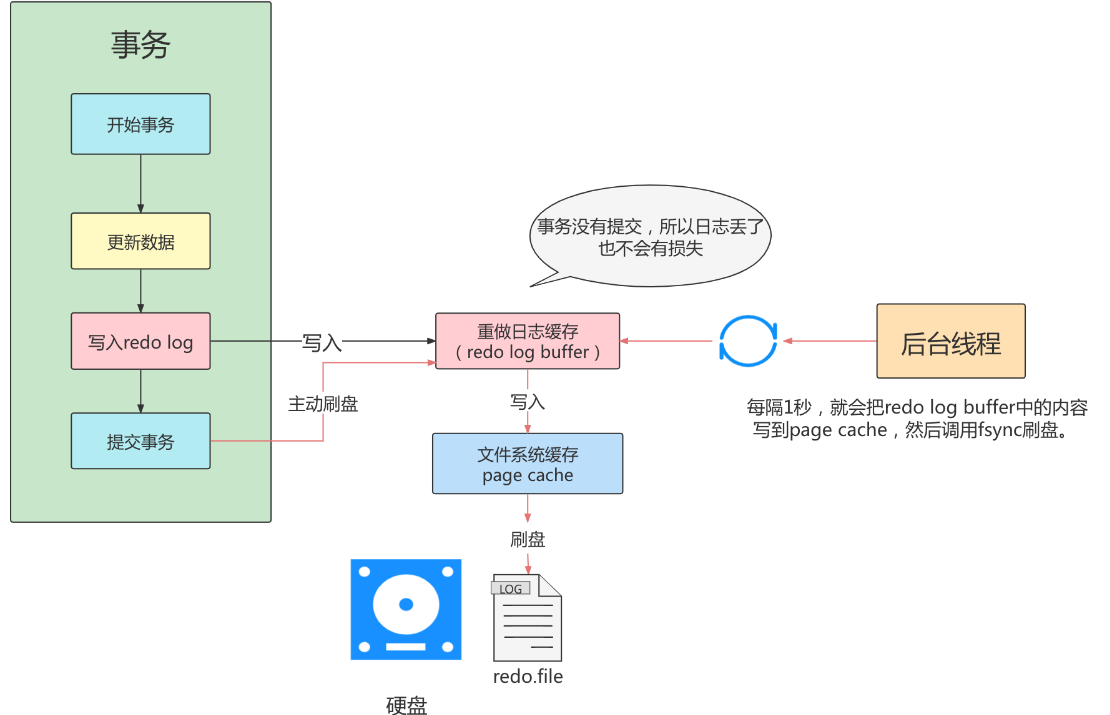 事务
开始事务
更新数据
写入redo log
提交事务
写入
主动刷盘
事务没有提交，所以日志丢了
也不会有损失
重做日志缓存
（redo log buffer）
写入
文件系统缓存
page cache
刷盘
LOG
redo.file
硬盘
后台线程
每隔1秒，就会把redo log buffer中的内容
写到page cache，然后调用fsync刷盘。